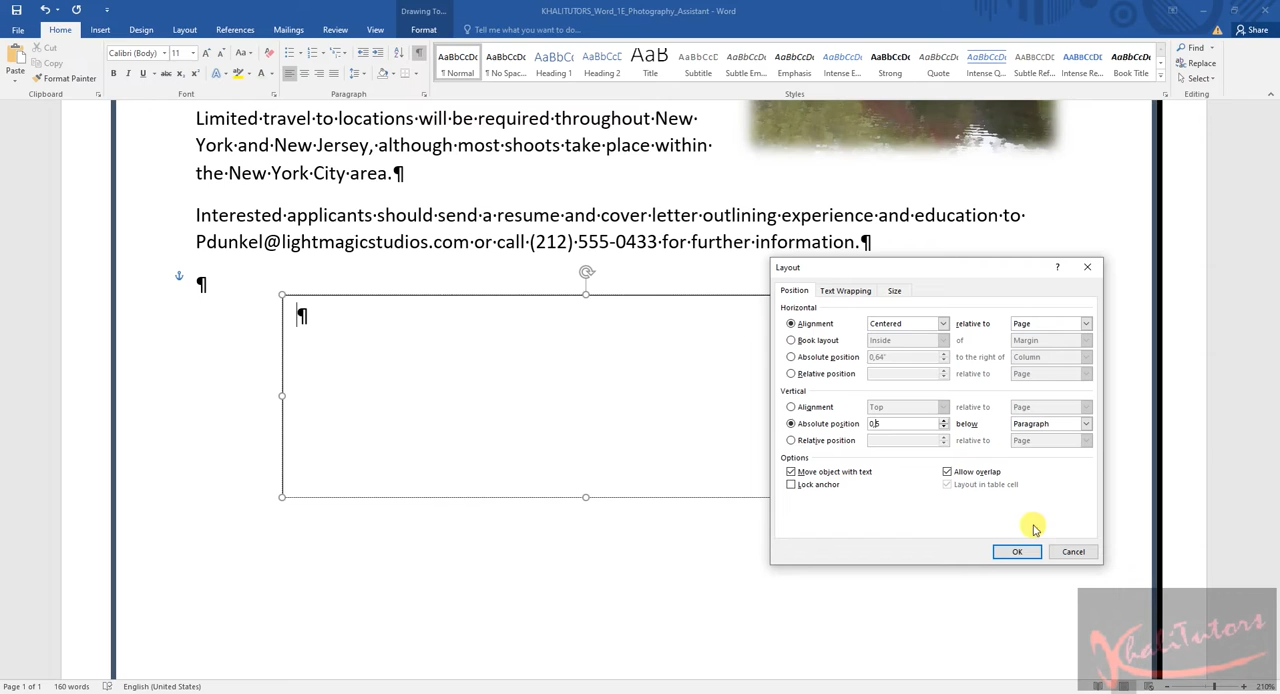 Drawing To...
KHALITUTORS_Word_1E_Photography_Assistant - Word
File Home Insert Design Layout References Mailings Review View Format Tell me what you want to do... Share
Cut
Copy
Format Painter
Paste
Calibri (Body) 11
AaBbCcDc AaBbCcDc AaBbCc AaBbCcE AaB AaBbCcC AaBbCcDc AaBbCcDc AaBbCcDc AaBbCcDc AaBbCcDc AaBbCcDc AaBbCcDc AaBbCcDc AaBbCcDc
¶ Normal ¶ No Spac... Heading 1 Heading 2 Title Subtitle Subtle Em... Emphasis Intense E... Strong Quote Intense Q... Subtle Ref... Intense Re... Book Title
Find
Replace
Select
Clipboard Font Paragraph Styles Editing
Limited·travel·to·locations·will·be·required·throughout·New·
York·and·New·Jersey,·although·most·shoots·take·place·within·
the·New·York·City·area.¶
Interested·applicants·should·send·a·resume·and·cover·letter·outlining·experience·and·education·to·
Pdunkel@lightmagicstudios.com·or·call·(212)·555-0433·for·further·information.¶
¶
¶
Layout
Position Text Wrapping Size
Horizontal
Alignment Centered relative to Page
Book layout Inside of Margin
Absolute position 0,64" to the right of Column
Relative position relative to Page
Vertical
Alignment Top relative to Page
Absolute position 0,5 below Paragraph
Relative position relative to Page
Options
Move object with text Allow overlap
Lock anchor Layout in table cell
OK Cancel
KhaliTutors
Page 1 of 1 160 words English (United States) 210%